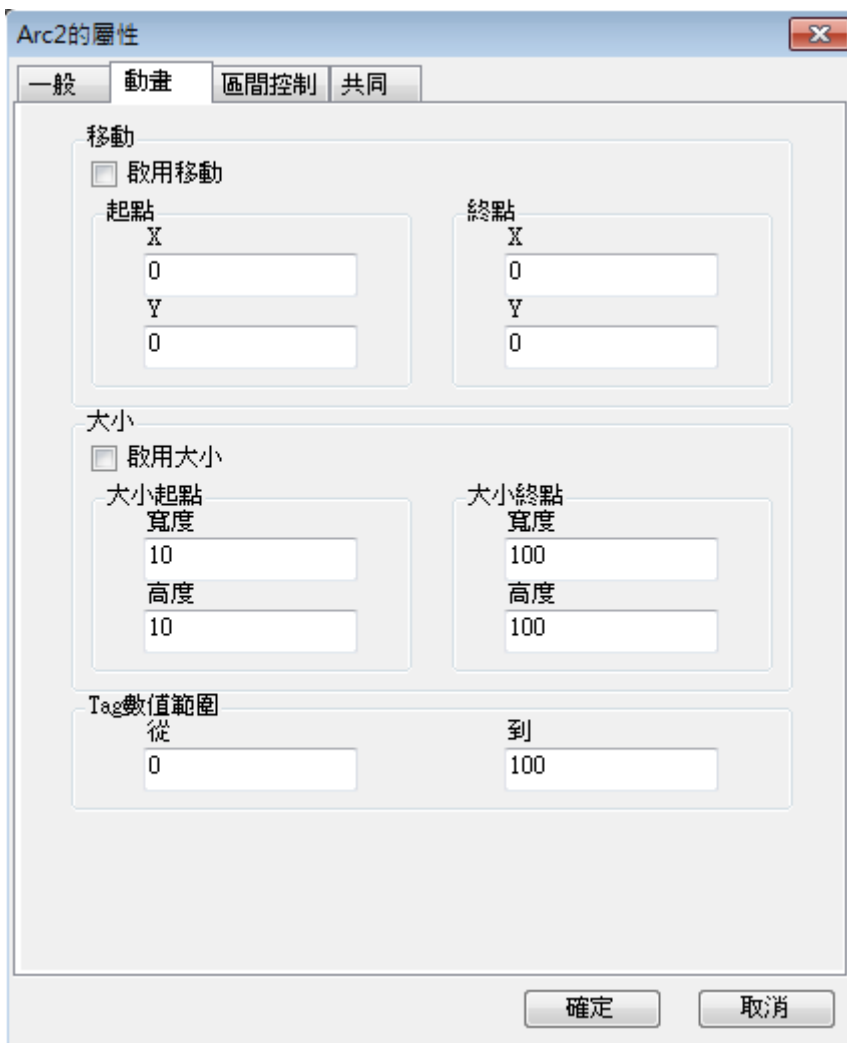 Arc2的屬性
一般 動畫 區間控制 共同
移動
啟用移動
起點 終點
X X
0 0
Y Y
0 0
大小
啟用大小
大小起點 大小終點
寬度 寬度
10 100
高度 高度
10 100
Tag數值範圍
從 到
0 100
確定 取消